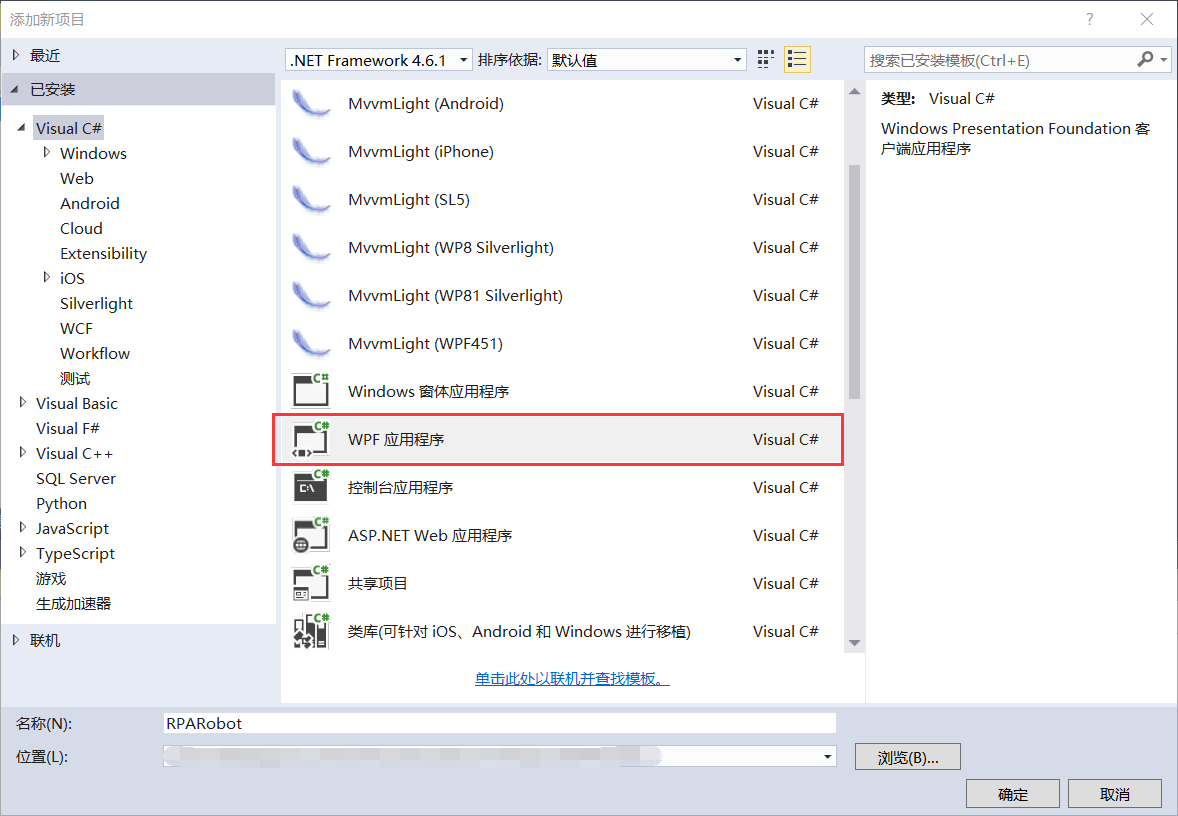 添加新项目
最近
已安装
Visual C#
Windows
Web
Android
Cloud
Extensibility
iOS
Silverlight
WCF
Workflow
测试
Visual Basic
Visual F#
Visual C++
SQL Server
Python
JavaScript
TypeScript
游戏
生成加速器
联机
.NET Framework 4.6.1 排序依据: 默认值
MvvmLight (Android) Visual C#
MvvmLight (iPhone) Visual C#
MvvmLight (SL5) Visual C#
MvvmLight (WP8 Silverlight) Visual C#
MvvmLight (WP81 Silverlight) Visual C#
MvvmLight (WPF451) Visual C#
Windows 窗体应用程序 Visual C#
WPF 应用程序 Visual C#
控制台应用程序 Visual C#
ASP.NET Web 应用程序 Visual C#
共享项目 Visual C#
类库(可针对 iOS、Android 和 Windows 进行移植) Visual C#
单击此处以联机并查找模板。
搜索已安装模板(Ctrl+E)
类型: Visual C#
Windows Presentation Foundation 客
户端应用程序
名称(N): RPARobot
位置(L): 浏览(B)...
确定 取消